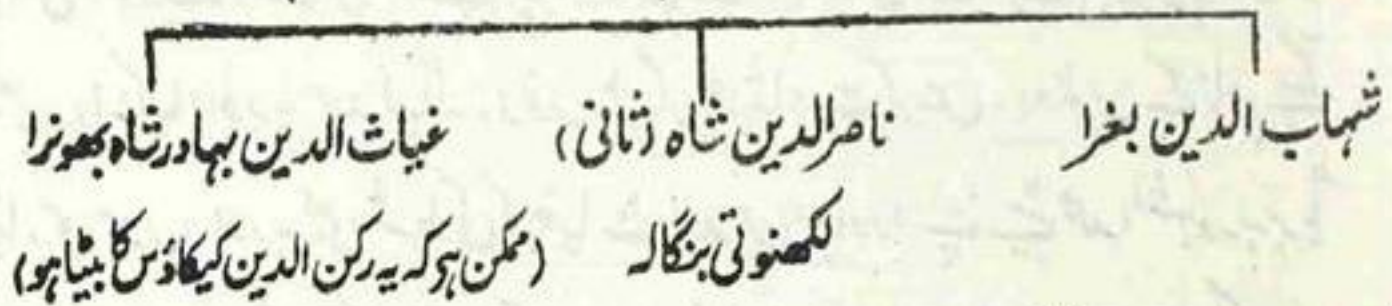 شہاب الدین بغرا ناصرالدین شاہ (ثانی) غیاث الدین بہادر شاہ بھونرا
لکھنوتی بنگالہ (ممکن ہو کہ یہ رکن الدین کیکاؤس کا بیٹا ہو)